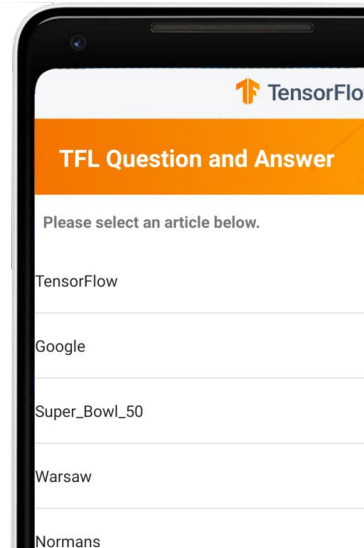 TensorFlo
TFL Question and Answer
Please select an article below.
TensorFlow
Google
Super_Bowl_50
Warsaw
Normans